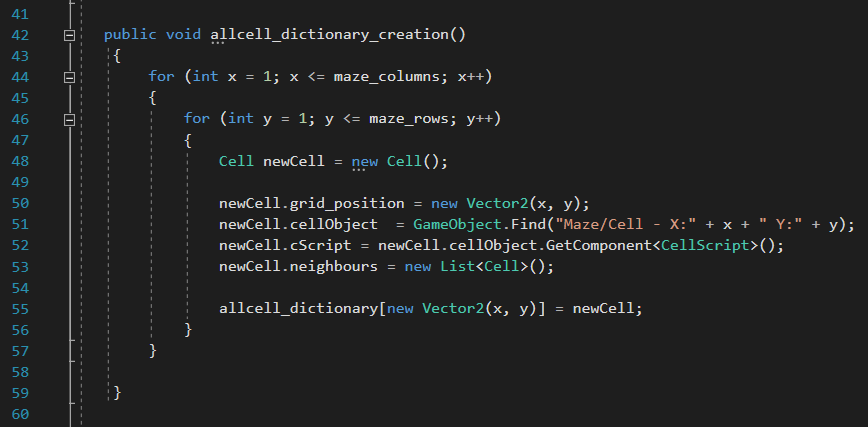 41
42 public void allcell_dictionary_creation()
43 {
44 for (int x = 1; x <= maze_columns; x++)
45 {
46 for (int y = 1; y <= maze_rows; y++)
47 {
48 Cell newCell = new Cell();
49
50 newCell.grid_position = new Vector2(x, y);
51 newCell.cellObject  = GameObject.Find("Maze/Cell - X:" + x + " Y:" + y);
52 newCell.cScript = newCell.cellObject.GetComponent<CellScript>();
53 newCell.neighbours = new List<Cell>();
54
55 allcell_dictionary[new Vector2(x, y)] = newCell;
56 }
57 }
58
59 }
60